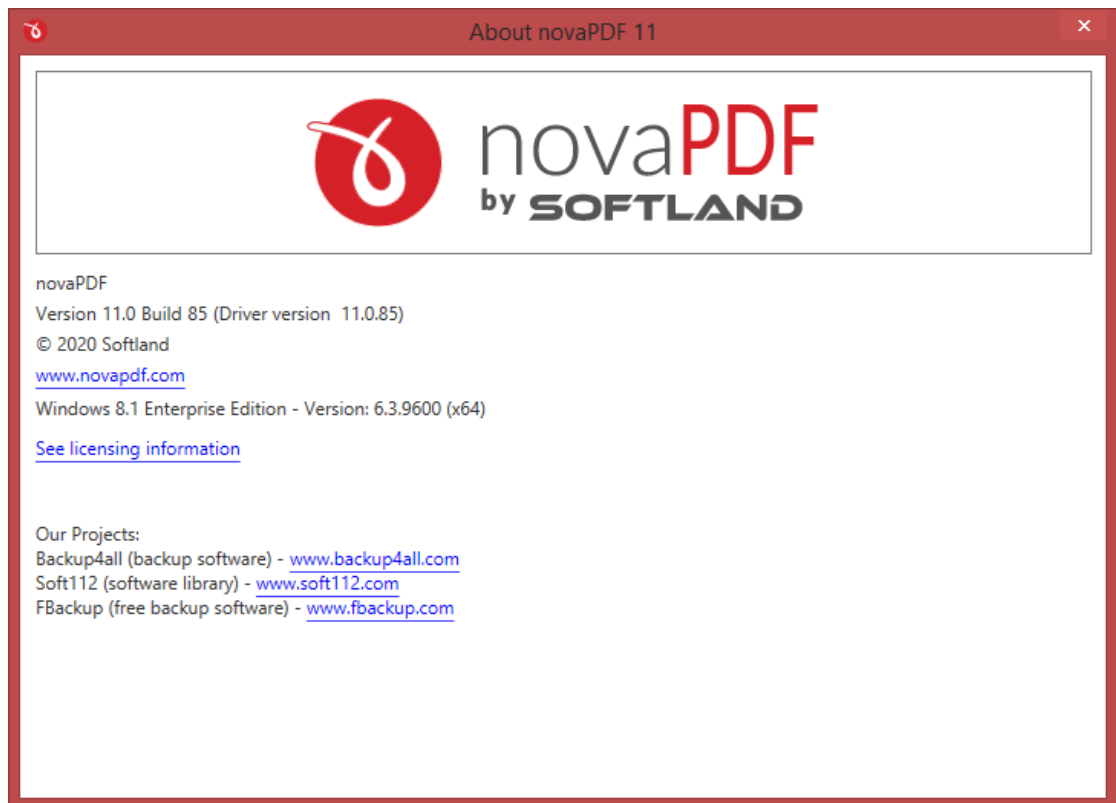 About novaPDF 11
novaPDF
by SOFTLAND
novaPDF
Version 11.0 Build 85 (Driver version  11.0.85)
© 2020 Softland
www.novapdf.com
Windows 8.1 Enterprise Edition - Version: 6.3.9600 (x64)
See licensing information
Our Projects:
Backup4all (backup software) - www.backup4all.com
Soft112 (software library) - www.soft112.com
FBackup (free backup software) - www.fbackup.com